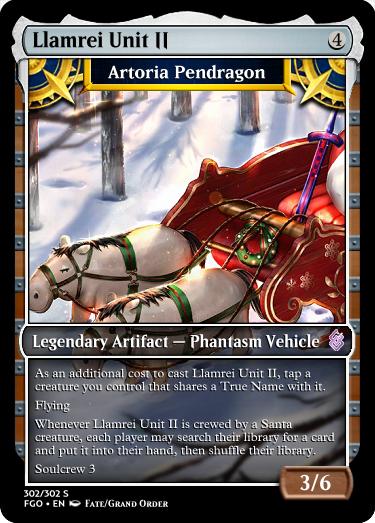 Llamrei Unit II 4
Artoria Pendragon
Legendary Artifact — Phantasm Vehicle
As an additional cost to cast Llamrei Unit II, tap a
creature you control that shares a True Name with it.
Flying
Whenever Llamrei Unit II is crewed by a Santa
creature, each player may search their library for a card
and put it into their hand, then shuffle their library.
Soulcrew 3
3/6
302/302 S
FGO • EN Fate/Grand Order